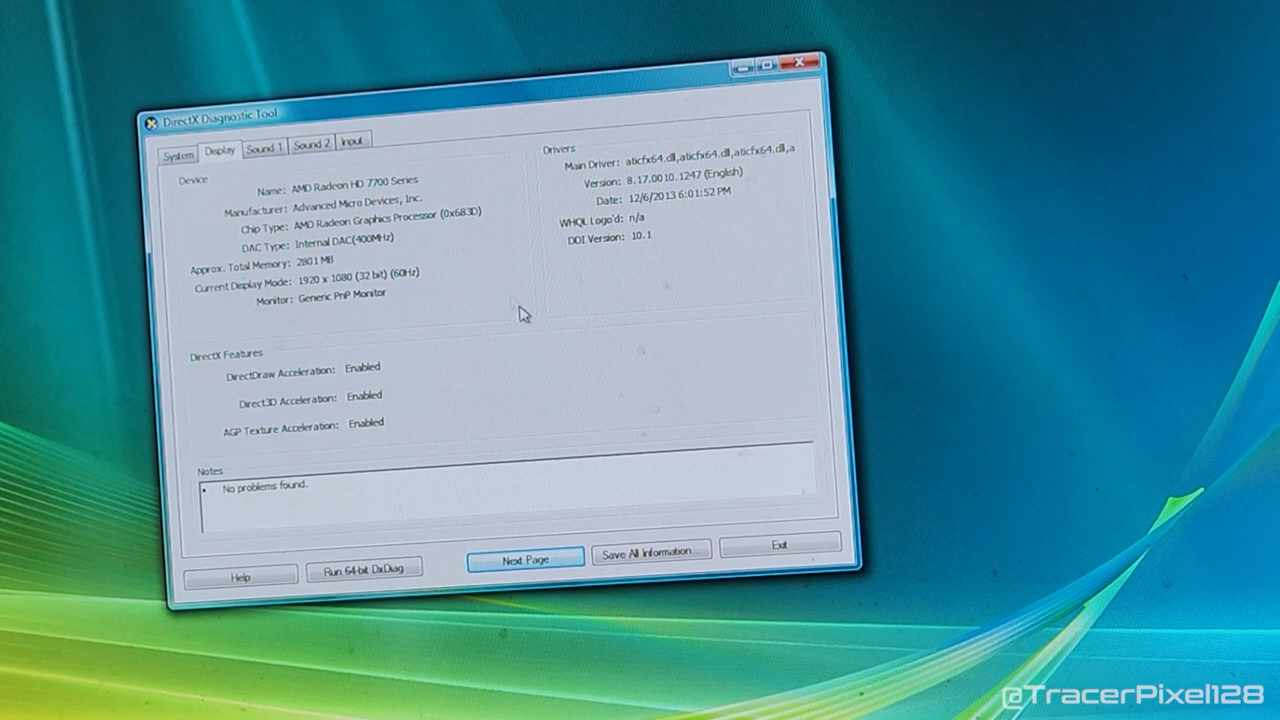 DirectX Diagnostic Tool
System Display Sound 1 Sound 2 Input
Device
Name: AMD Radeon HD 7700 Series
Manufacturer: Advanced Micro Devices, Inc.
Chip Type: AMD Radeon Graphics Processor (0x683D)
DAC Type: Internal DAC(400MHz)
Approx. Total Memory: 2801 MB
Current Display Mode: 1920 x 1080 (32 bit) (60Hz)
Monitor: Generic PnP Monitor
Drivers
Main Driver: aticfx64.dll,aticfx64.dll,aticfx64.dll,a
Version: 8.17.0010.1247 (English)
Date: 12/6/2013 6:01:52 PM
WHQL Logo'd: n/a
DDI Version: 10.1
DirectX Features
DirectDraw Acceleration: Enabled
Direct3D Acceleration: Enabled
AGP Texture Acceleration: Enabled
Notes
• No problems found.
Help Run 64-bit DxDiag Next Page Save All Information... Exit
@TracerPixel128